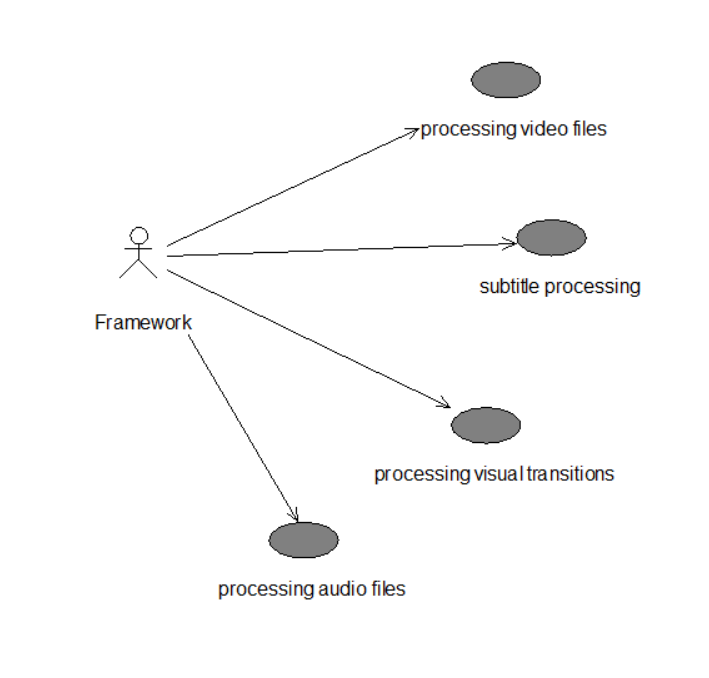 processing video files
subtitle processing
Framework
processing visual transitions
processing audio files